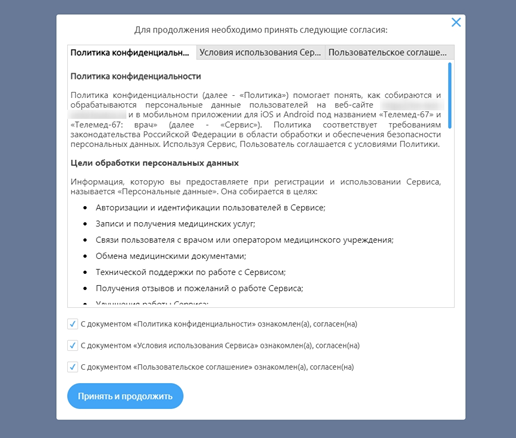 Для продолжения необходимо принять следующие согласия:
Политика конфиденциальн... Условия использования Сер... Пользовательское соглаше...
Политика конфиденциальности
Политика конфиденциальности (далее - «Политика») помогает понять, как собираются и
обрабатываются персональные данные пользователей на веб-сайте
и в мобильном приложении для iOS и Android под названием «Телемед-67» и
«Телемед-67: врач» (далее - «Сервис»). Политика соответствует требованиям
законодательства Российской Федерации в области обработки и обеспечения безопасности
персональных данных. Используя Сервис, Пользователь соглашается с условиями Политики.
Цели обработки персональных данных
Информация, которую вы предоставляете при регистрации и использовании Сервиса,
называется «Персональные данные». Она собирается в целях:
• Авторизации и идентификации пользователей в Сервисе;
• Записи и получения медицинских услуг;
• Связи пользователя с врачом или оператором медицинского учреждения;
• Обмена медицинскими документами;
• Технической поддержки по работе с Сервисом;
• Получения отзывов и пожеланий о работе Сервиса;
• Улучшения работы Сервиса;
С документом «Политика конфиденциальности» ознакомлен(а), согласен(на)
С документом «Условия использования Сервиса» ознакомлен(а), согласен(на)
С документом «Пользовательское соглашение» ознакомлен(а), согласен(на)
Принять и продолжить